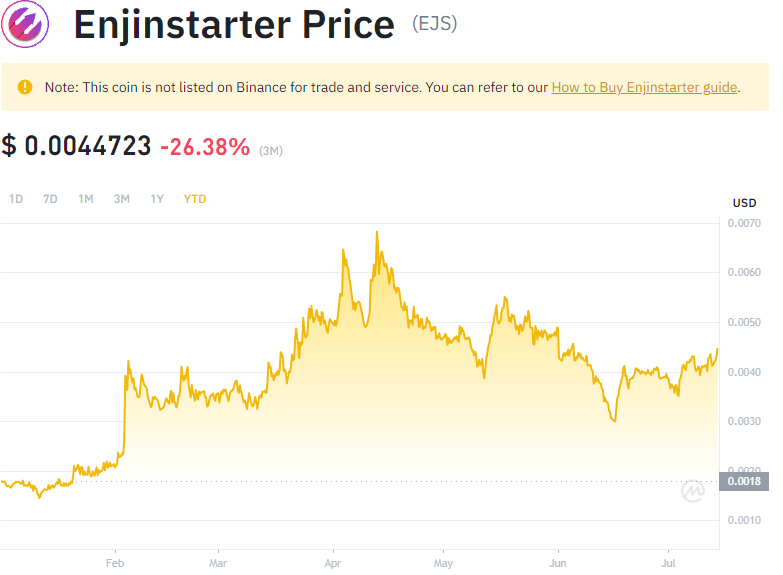 Enjinstarter Price (EJS)
Note: This coin is not listed on Binance for trade and service. You can refer to our How to Buy Enjinstarter guide.
$ 0.0044723 -26.38% (3M)
1D 7D 1M 3M 1Y YTD
USD
0.0070
0.0060
0.0050
0.0040
0.0030
0.0020
0.0018
0.0010
Feb Mar Apr May Jun Jul